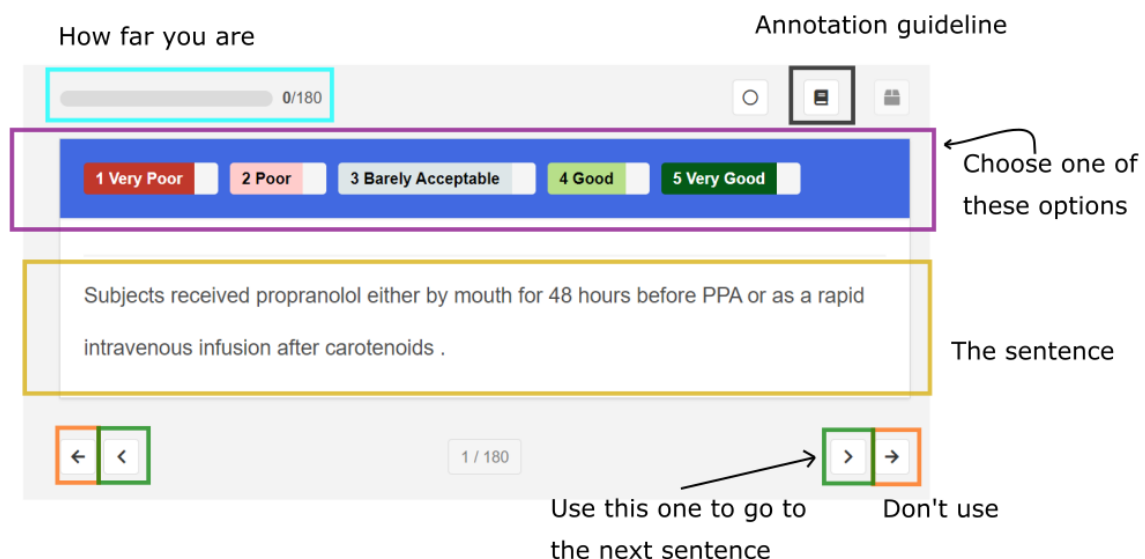 How far you are
Annotation guideline
0/180
1 Very Poor
2 Poor
3 Barely Acceptable
4 Good
5 Very Good
Choose one of
these options
Subjects received propranolol either by mouth for 48 hours before PPA or as a rapid
intravenous infusion after carotenoids .
The sentence
1 / 180
Use this one to go to
the next sentence
Don't use